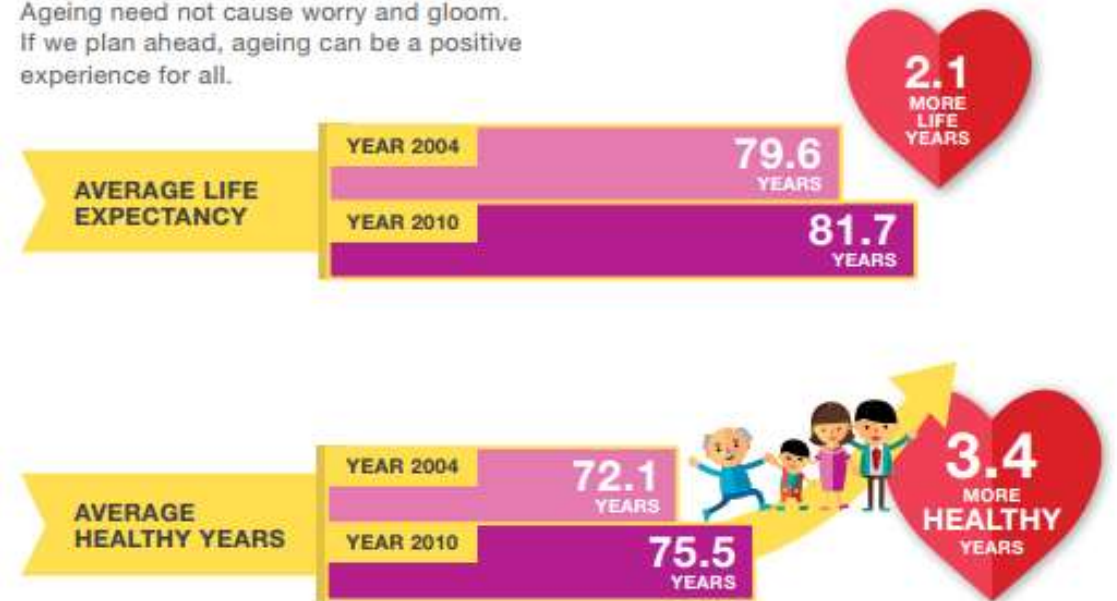 Ageing need not cause worry and gloom.
If we plan ahead, ageing can be a positive
experience for all.
2.1
MORE
LIFE
YEARS
AVERAGE LIFE
EXPECTANCY
YEAR 2004
79.6
YEARS
YEAR 2010
81.7
YEARS
AVERAGE
HEALTHY YEARS
YEAR 2004
72.1
YEARS
YEAR 2010
75.5
YEARS
3.4
MORE
HEALTHY
YEARS